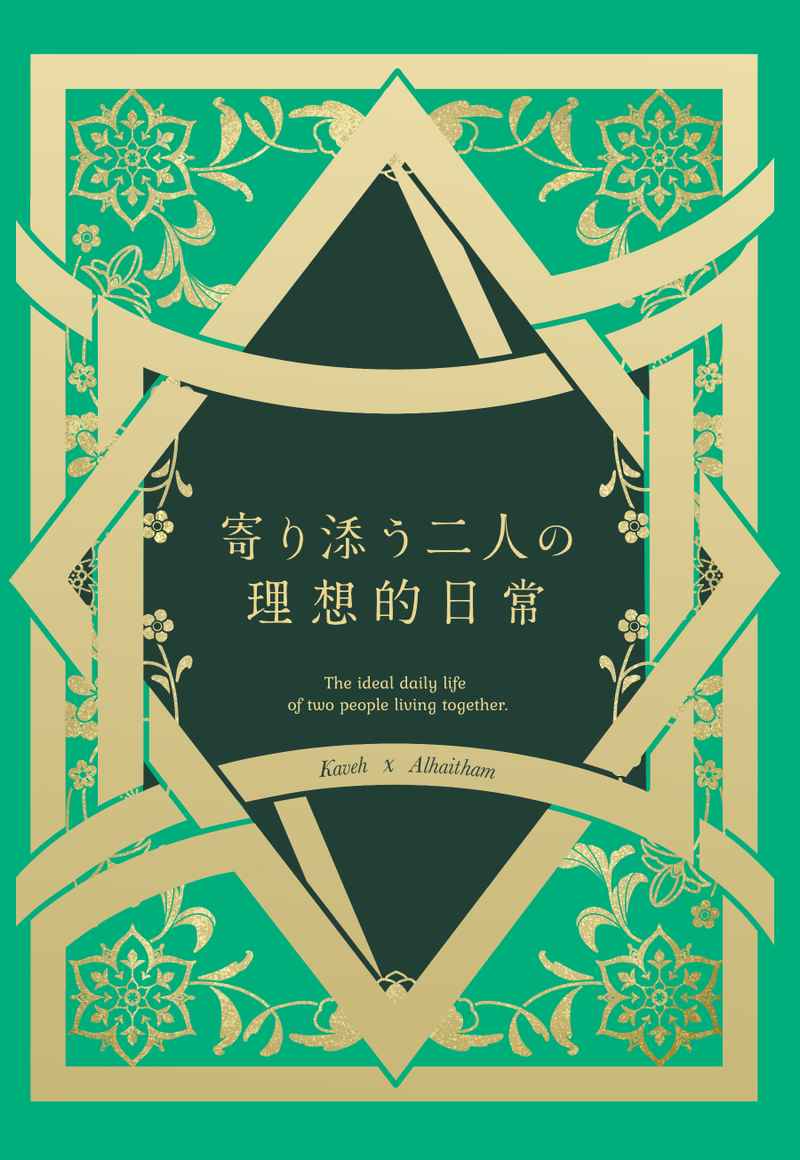 寄り添う二人の
理想的日常
The ideal daily life
of two people living together.
Kaveh x Alhaitham